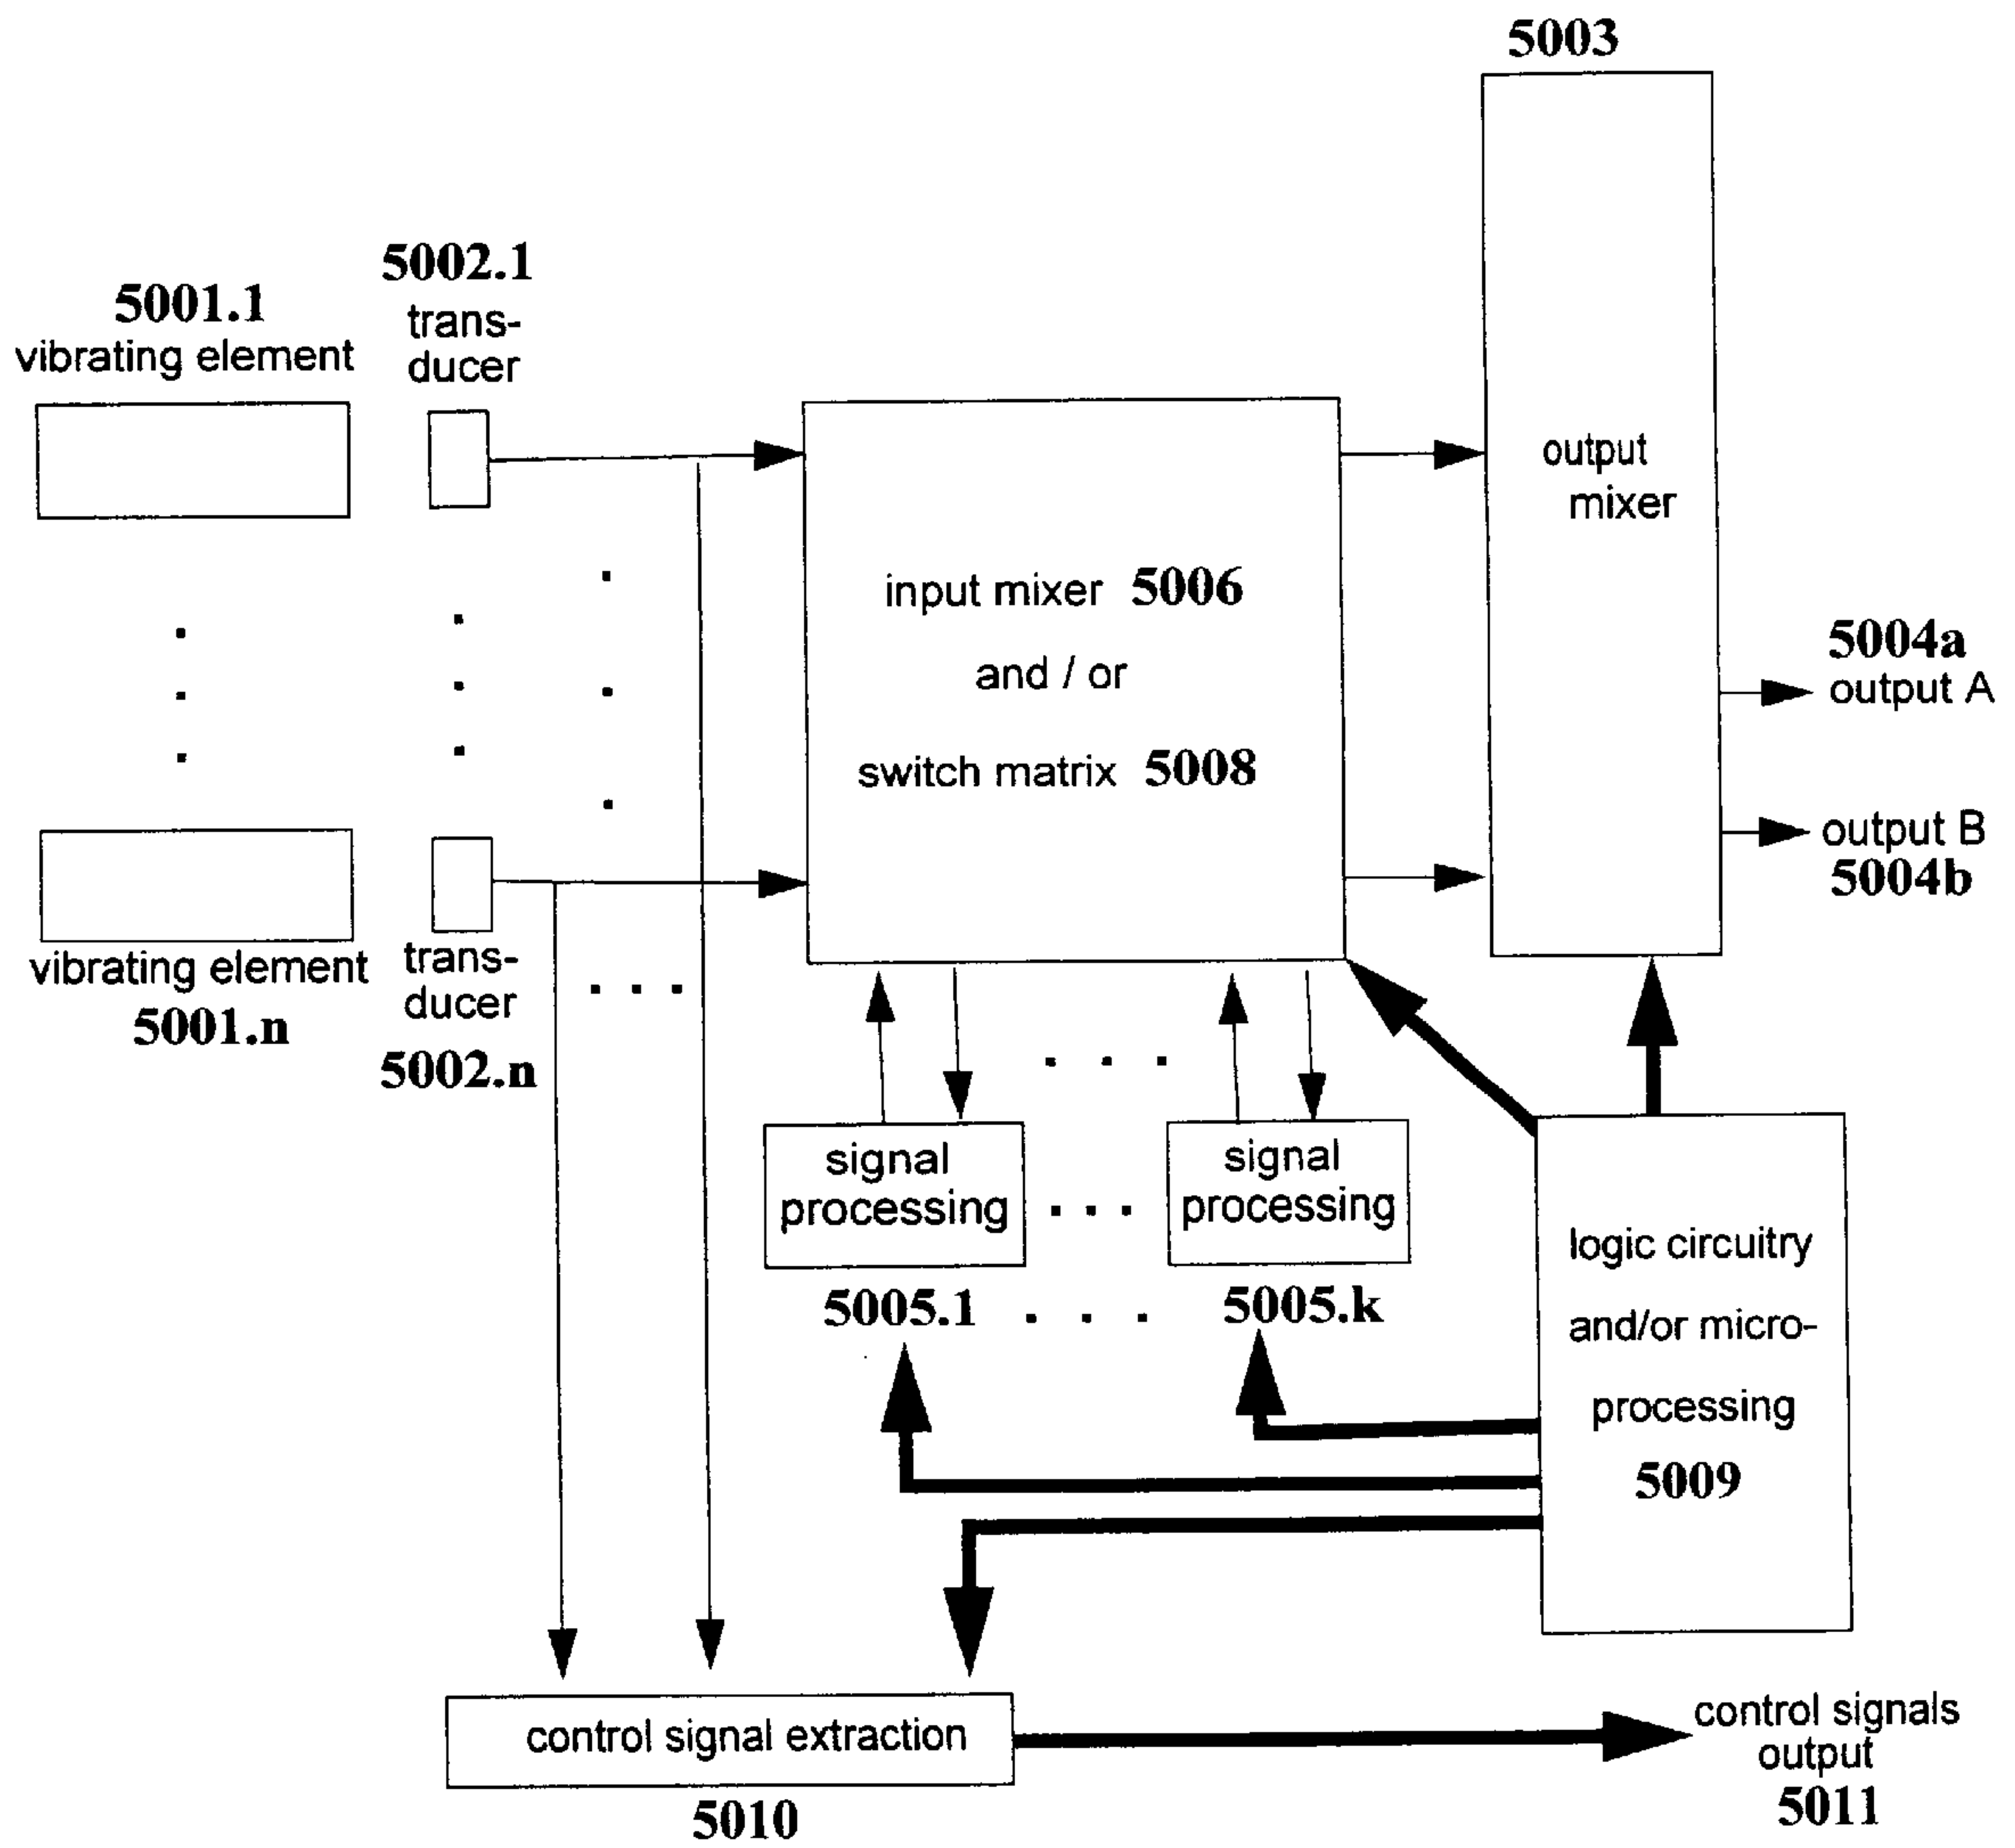 5003
5002.1
trans-
ducer
5001.1
vibrating element
output
mixer
input mixer 5006
and / or
switch matrix 5008
5004a
output A
output B
5004b
vibrating element
5001.n
trans-
ducer
5002.n
signal
processing
signal
processing
5005.1
5005.k
logic circuitry
and/or micro-
processing
5009
control signal extraction
5010
control signals
output
5011